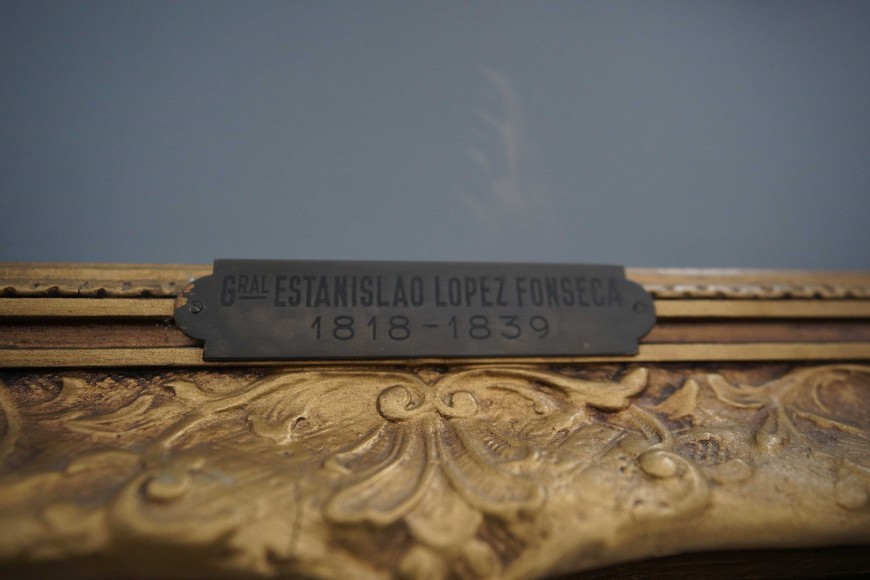 GRAL ESTANISLAO LOPEZ FONSECA
1818-1839